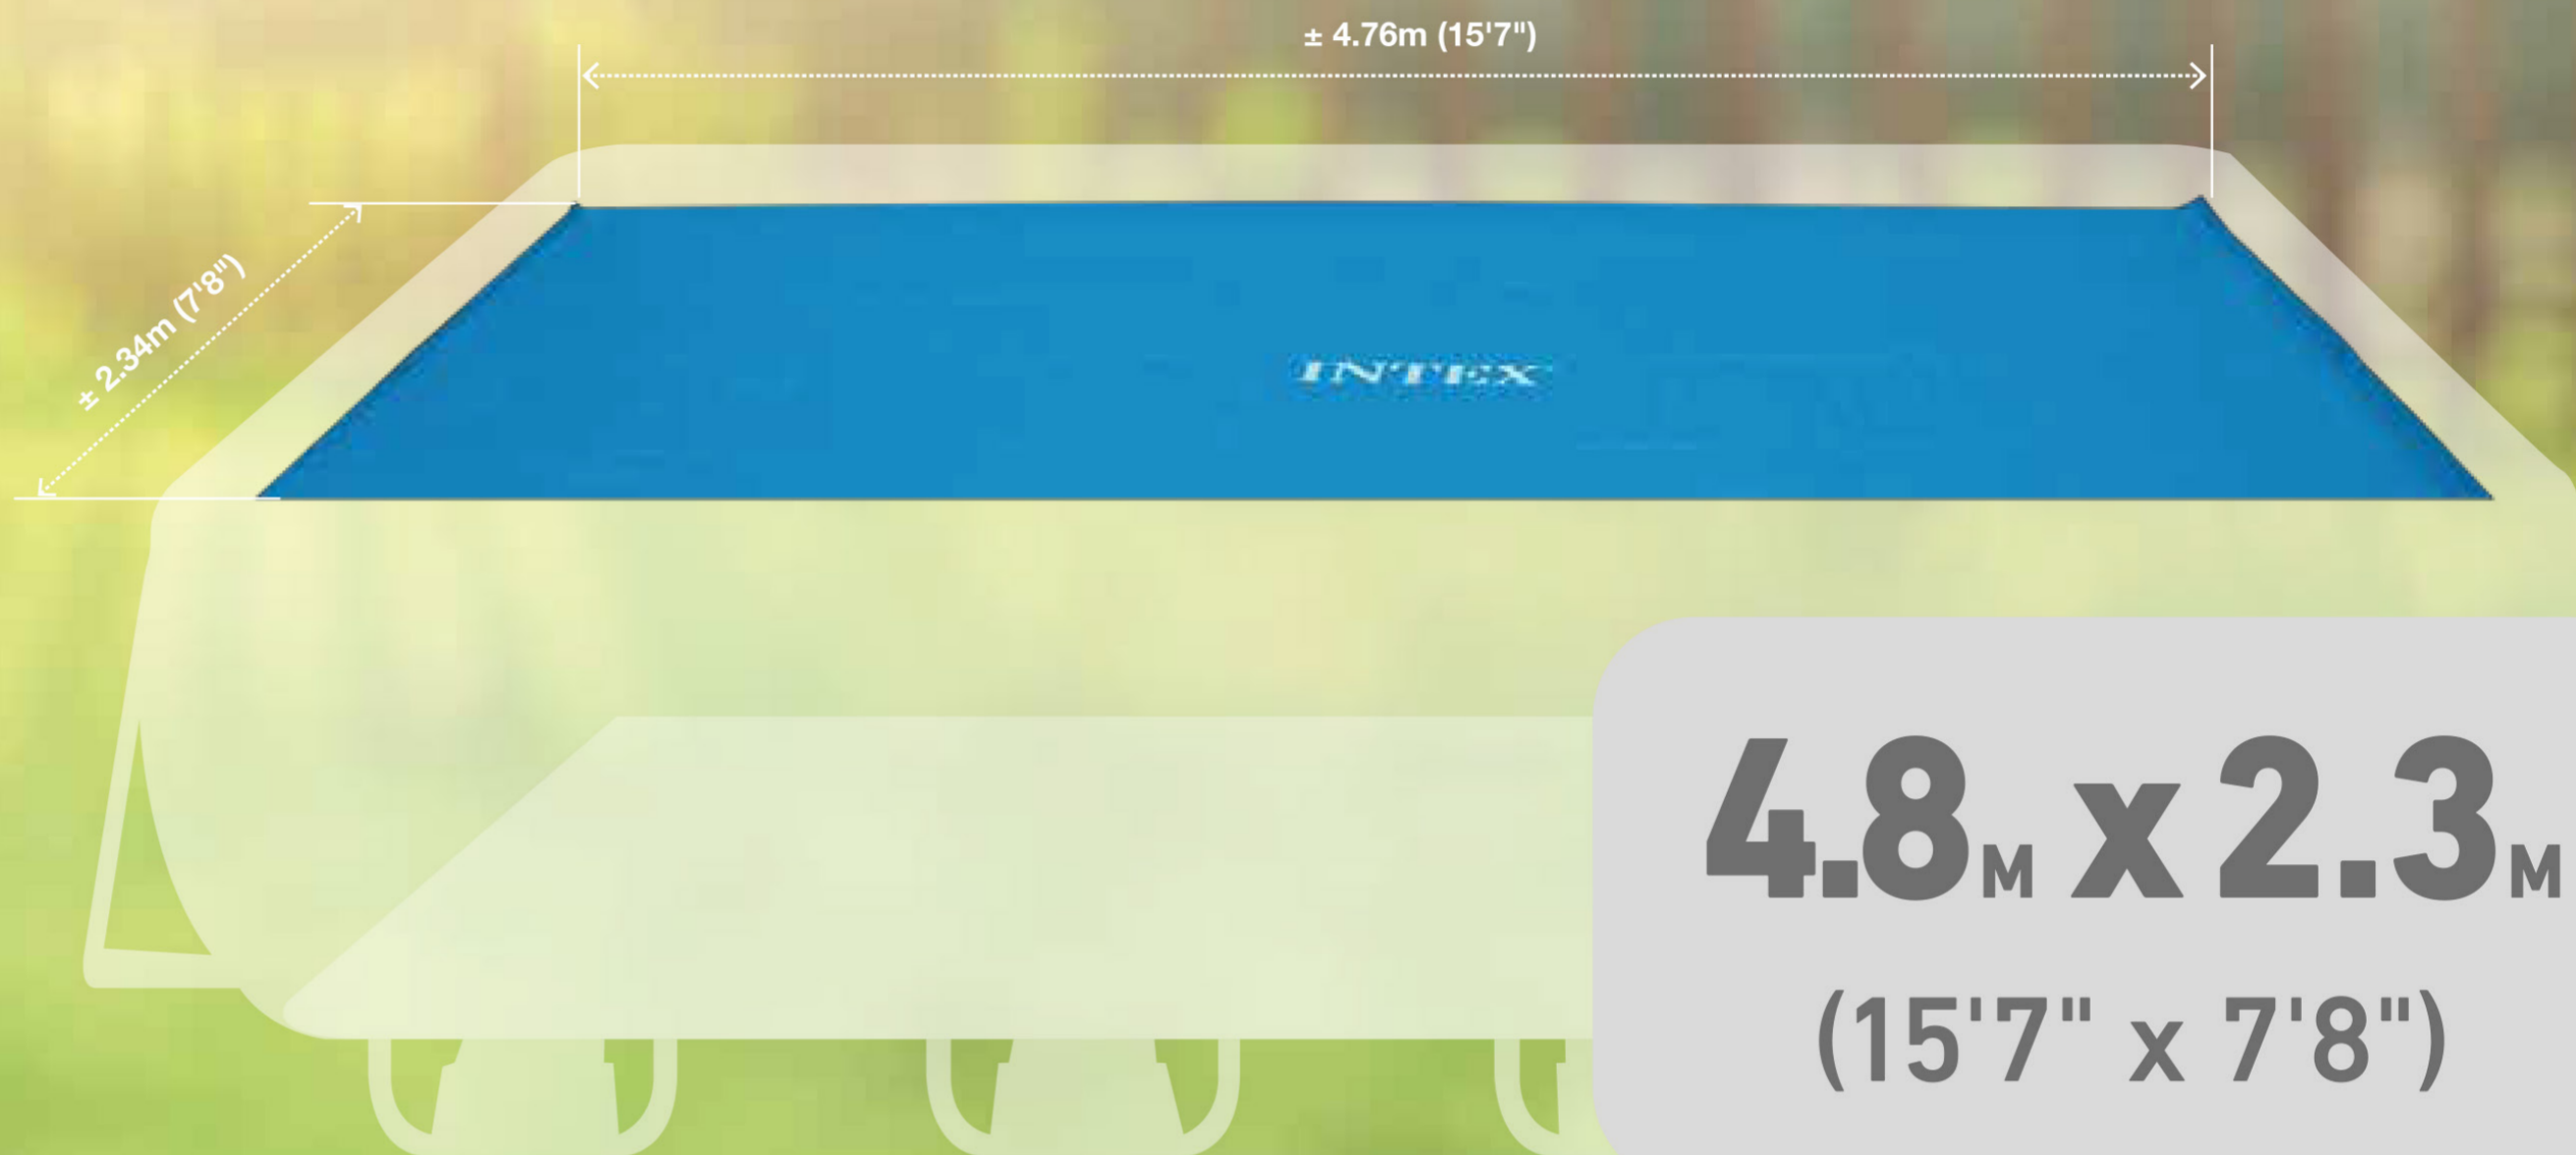 ± 4.76m (15'7")
± 2.34m (7'8")
INTEX
4.8M x 2.3M
(15'7" x 7'8")